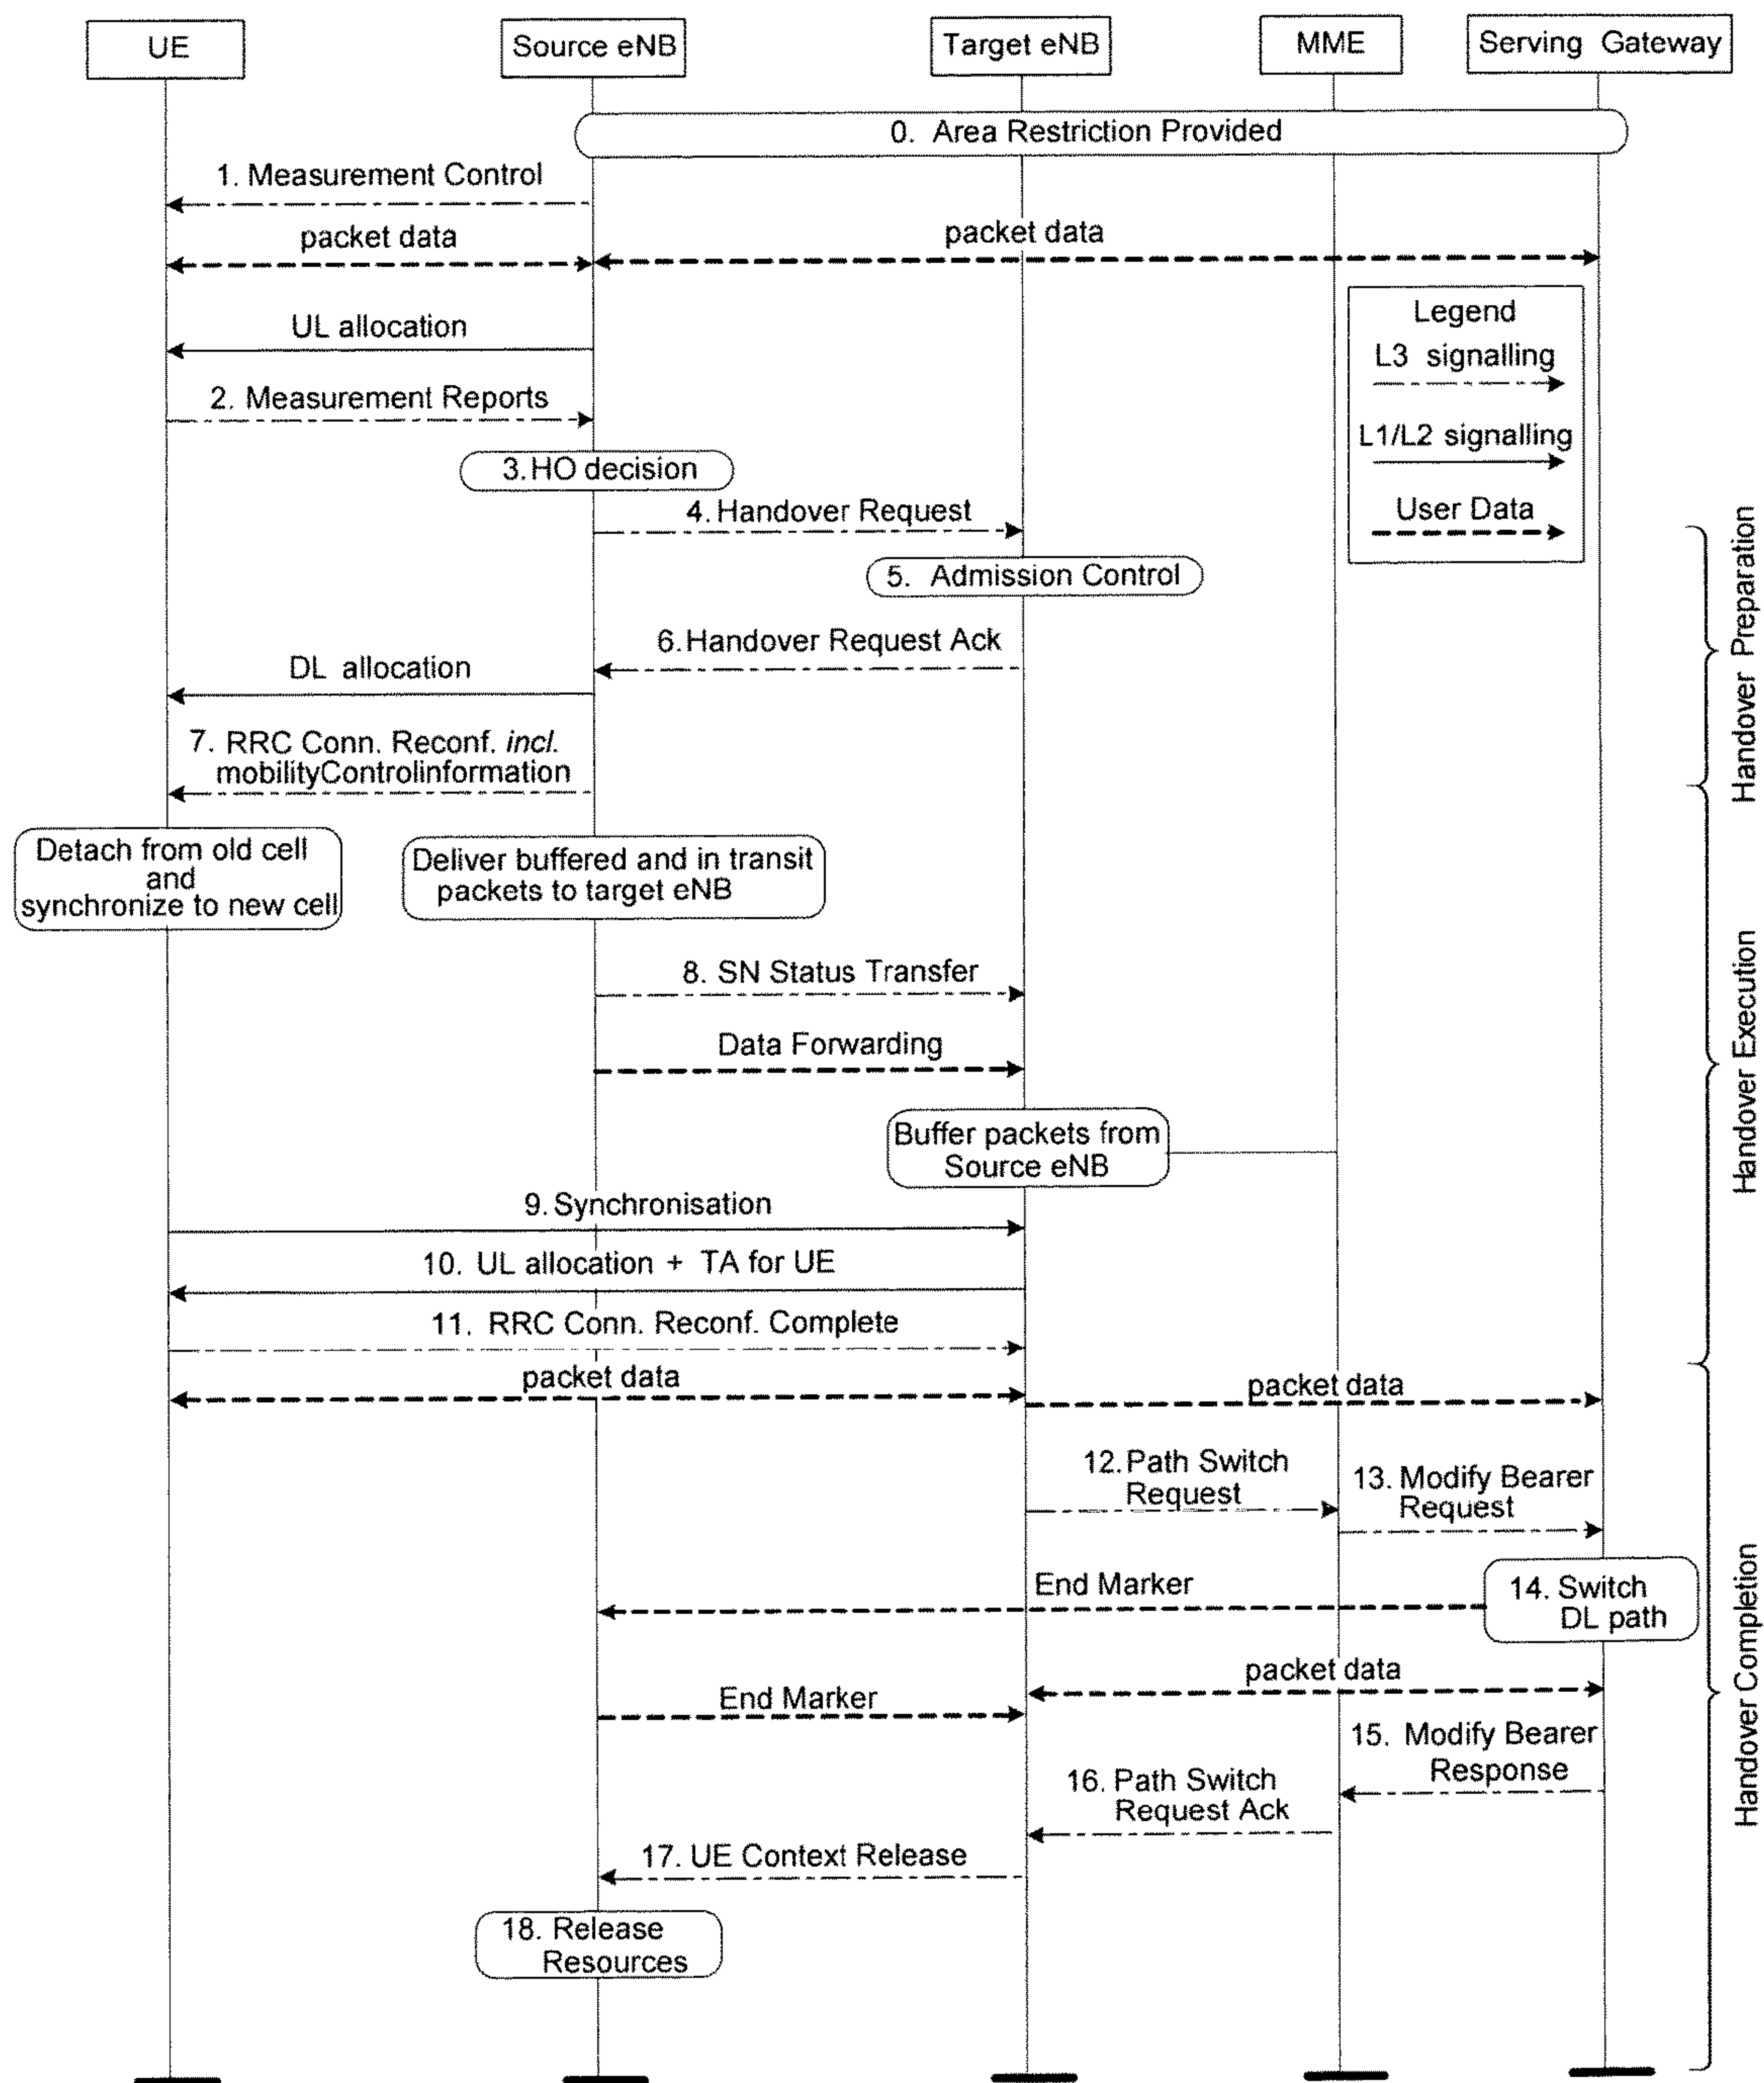 UE
Source eNB
Target eNB
MME
Serving Gateway
0. Area Restriction Provided
1. Measurement Control
packet data
packet data
UL allocation
Legend
L3 signalling
L1/L2 signalling
User Data
2. Measurement Reports
3. HO decision
4. Handover Request
5. Admission Control
6. Handover Request Ack
DL allocation
7. RRC Conn. Reconf. incl.
mobilityControlinformation
Handover Preparation
Detach from old cell
and
synchronize to new cell
Deliver buffered and in transit
packets to target eNB
8. SN Status Transfer
Data Forwarding
Buffer packets from
Source eNB
9. Synchronisation
10. UL allocation + TA for UE
11. RRC Conn. Reconf. Complete
Handover Execution
packet data
packet data
12. Path Switch
Request
13. Modify Bearer
Request
End Marker
14. Switch
DL path
packet data
End Marker
15. Modify Bearer
Response
16. Path Switch
Request Ack
17. UE Context Release
18. Release
Resources
Handover Completion